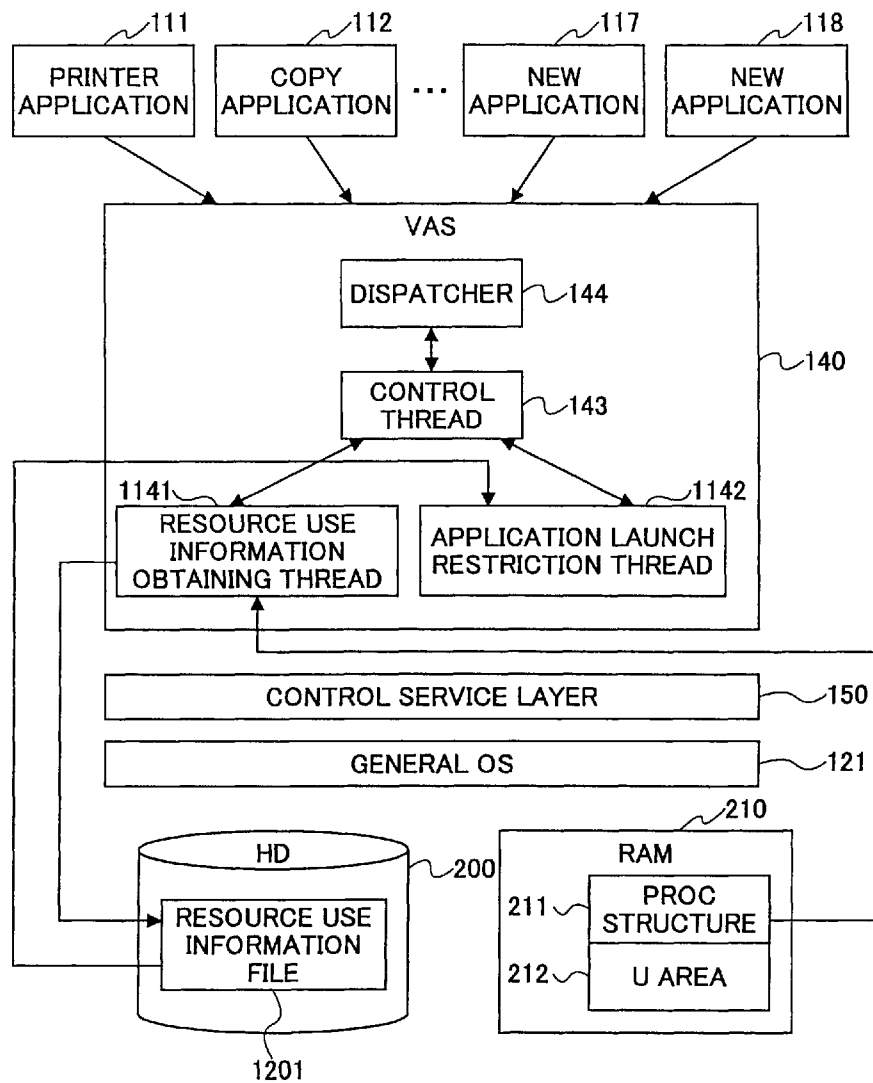 111
112
117
118
PRINTER
APPLICATION
COPY
APPLICATION
...
NEW
APPLICATION
NEW
APPLICATION
VAS
DISPATCHER
144
140
CONTROL
THREAD
143
1141
1142
RESOURCE USE
INFORMATION
OBTAINING THREAD
APPLICATION LAUNCH
RESTRICTION THREAD
CONTROL SERVICE LAYER
150
GENERAL OS
121
210
HD
200
RAM
RESOURCE USE
INFORMATION
FILE
211
PROC
STRUCTURE
212
U AREA
1201